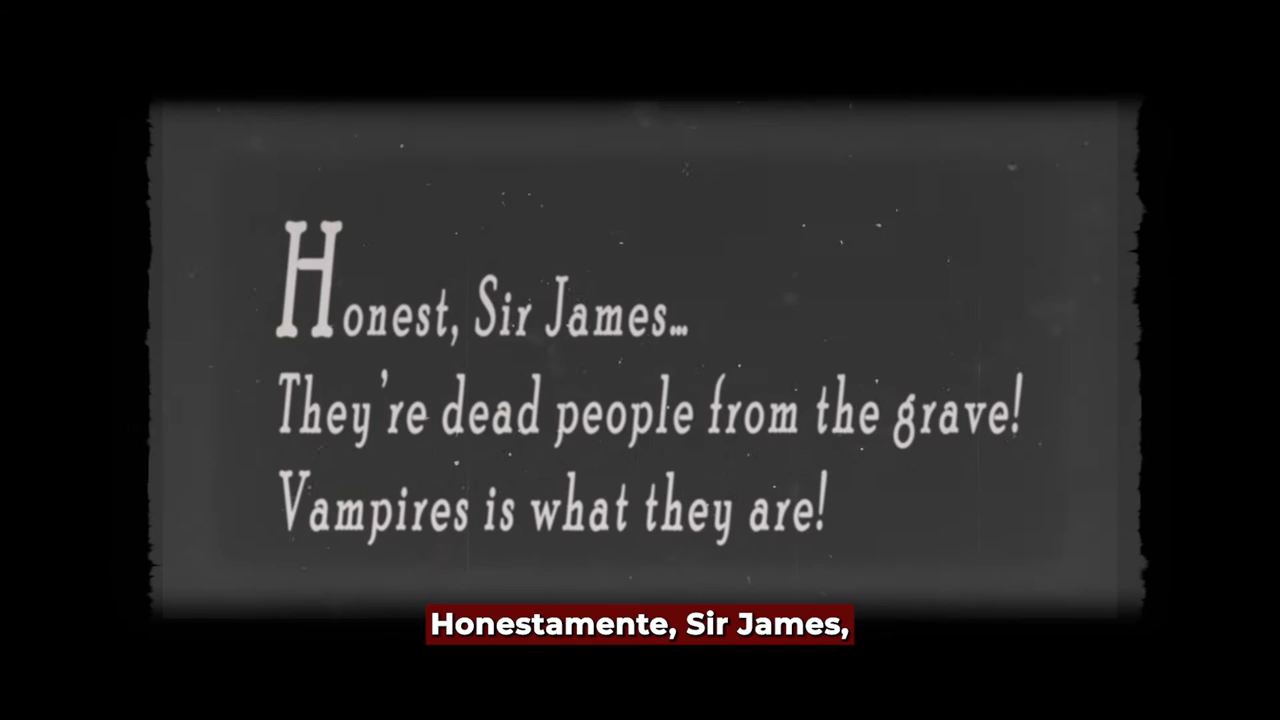 Honest, Sir James...
They're dead people from the grave!
Vampires is what they are!
Honestamente, Sir James,